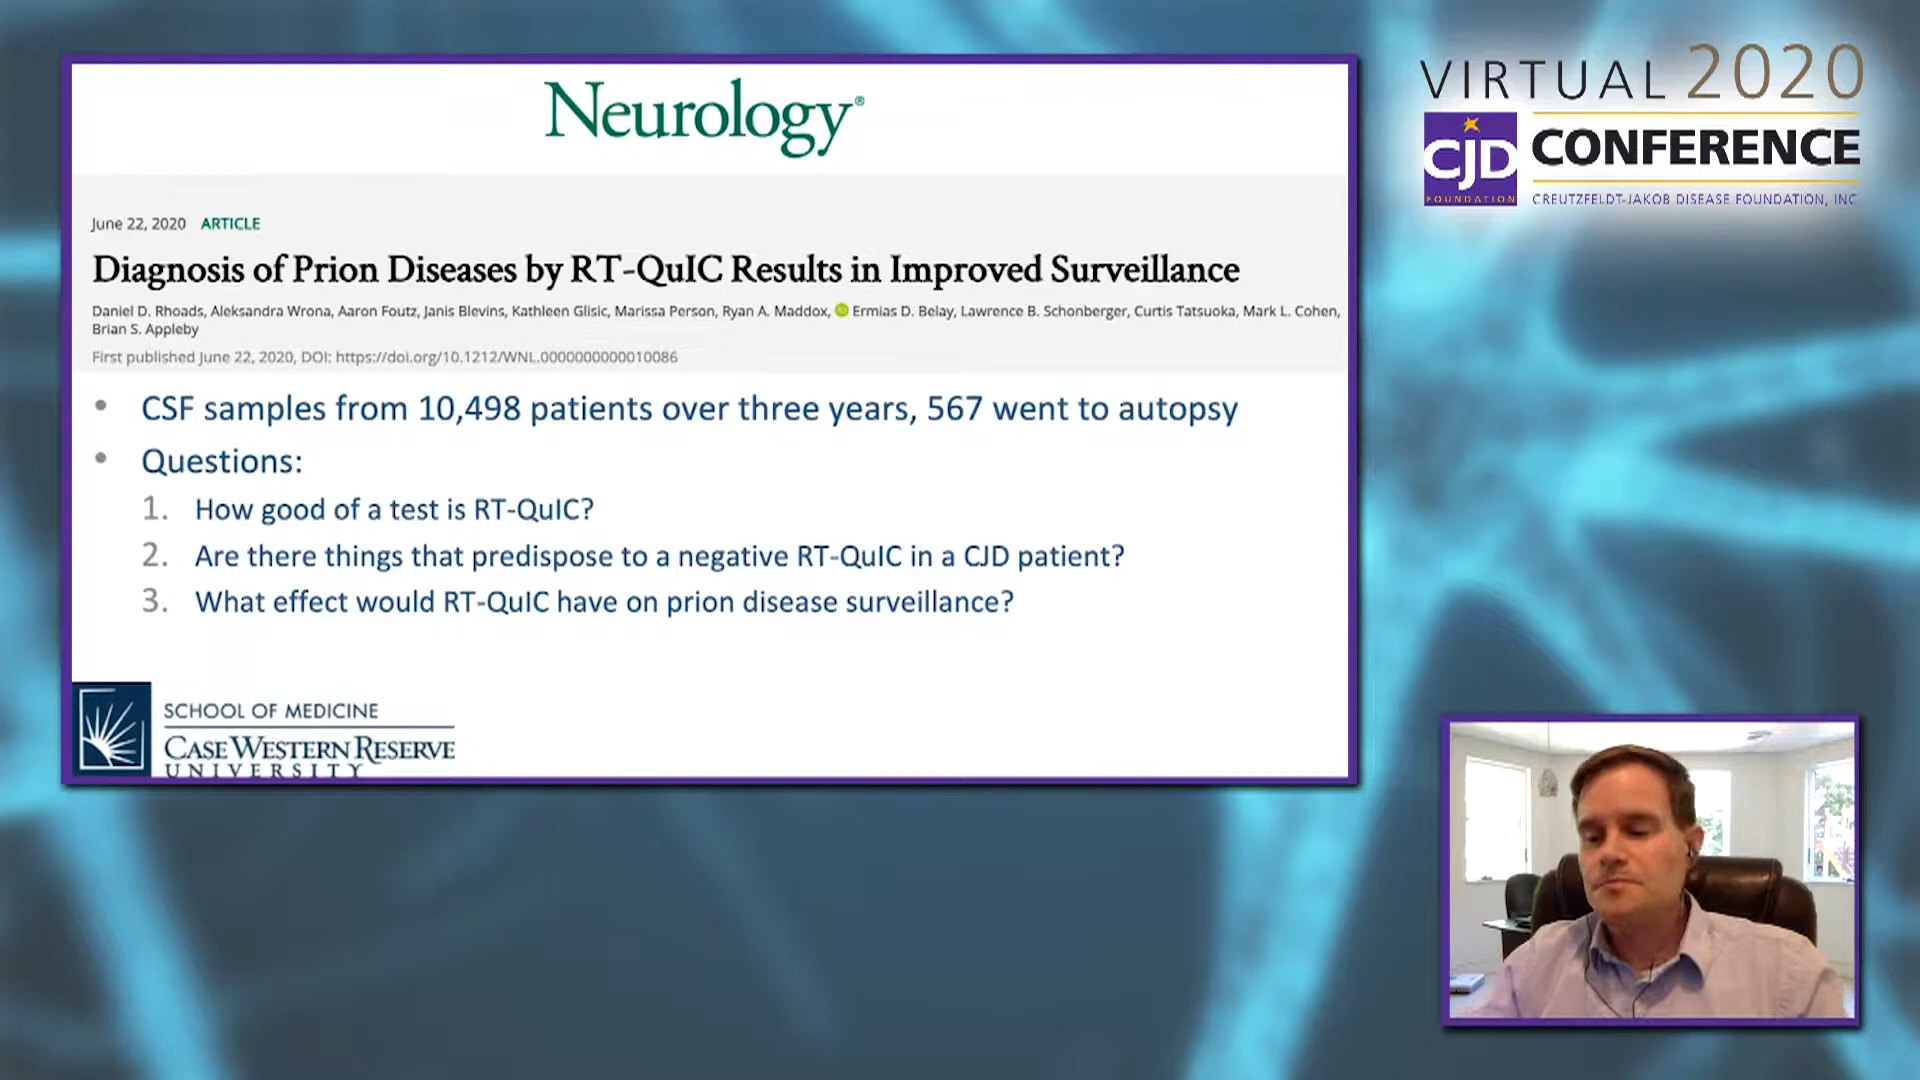 Neurology®
June 22, 2020 ARTICLE
Diagnosis of Prion Diseases by RT-QuIC Results in Improved Surveillance
Daniel D. Rhoads, Aleksandra Wrona, Aaron Foutz, Janis Blevins, Kathleen Glisic, Marissa Person, Ryan A. Maddox, Ermias D. Belay, Lawrence B. Schonberger, Curtis Tatsuoka, Mark L. Cohen,
Brian S. Appleby
First published June 22, 2020, DOI: https://doi.org/10.1212/WNL.0000000000010086
• CSF samples from 10,498 patients over three years, 567 went to autopsy
• Questions:
1. How good of a test is RT-QuIC?
2. Are there things that predispose to a negative RT-QuIC in a CJD patient?
3. What effect would RT-QuIC have on prion disease surveillance?
SCHOOL OF MEDICINE
CASE WESTERN RESERVE
UNIVERSITY
VIRTUAL 2020
CJD
FOUNDATION
CONFERENCE
CREUTZFELDT-JAKOB DISEASE FOUNDATION, INC